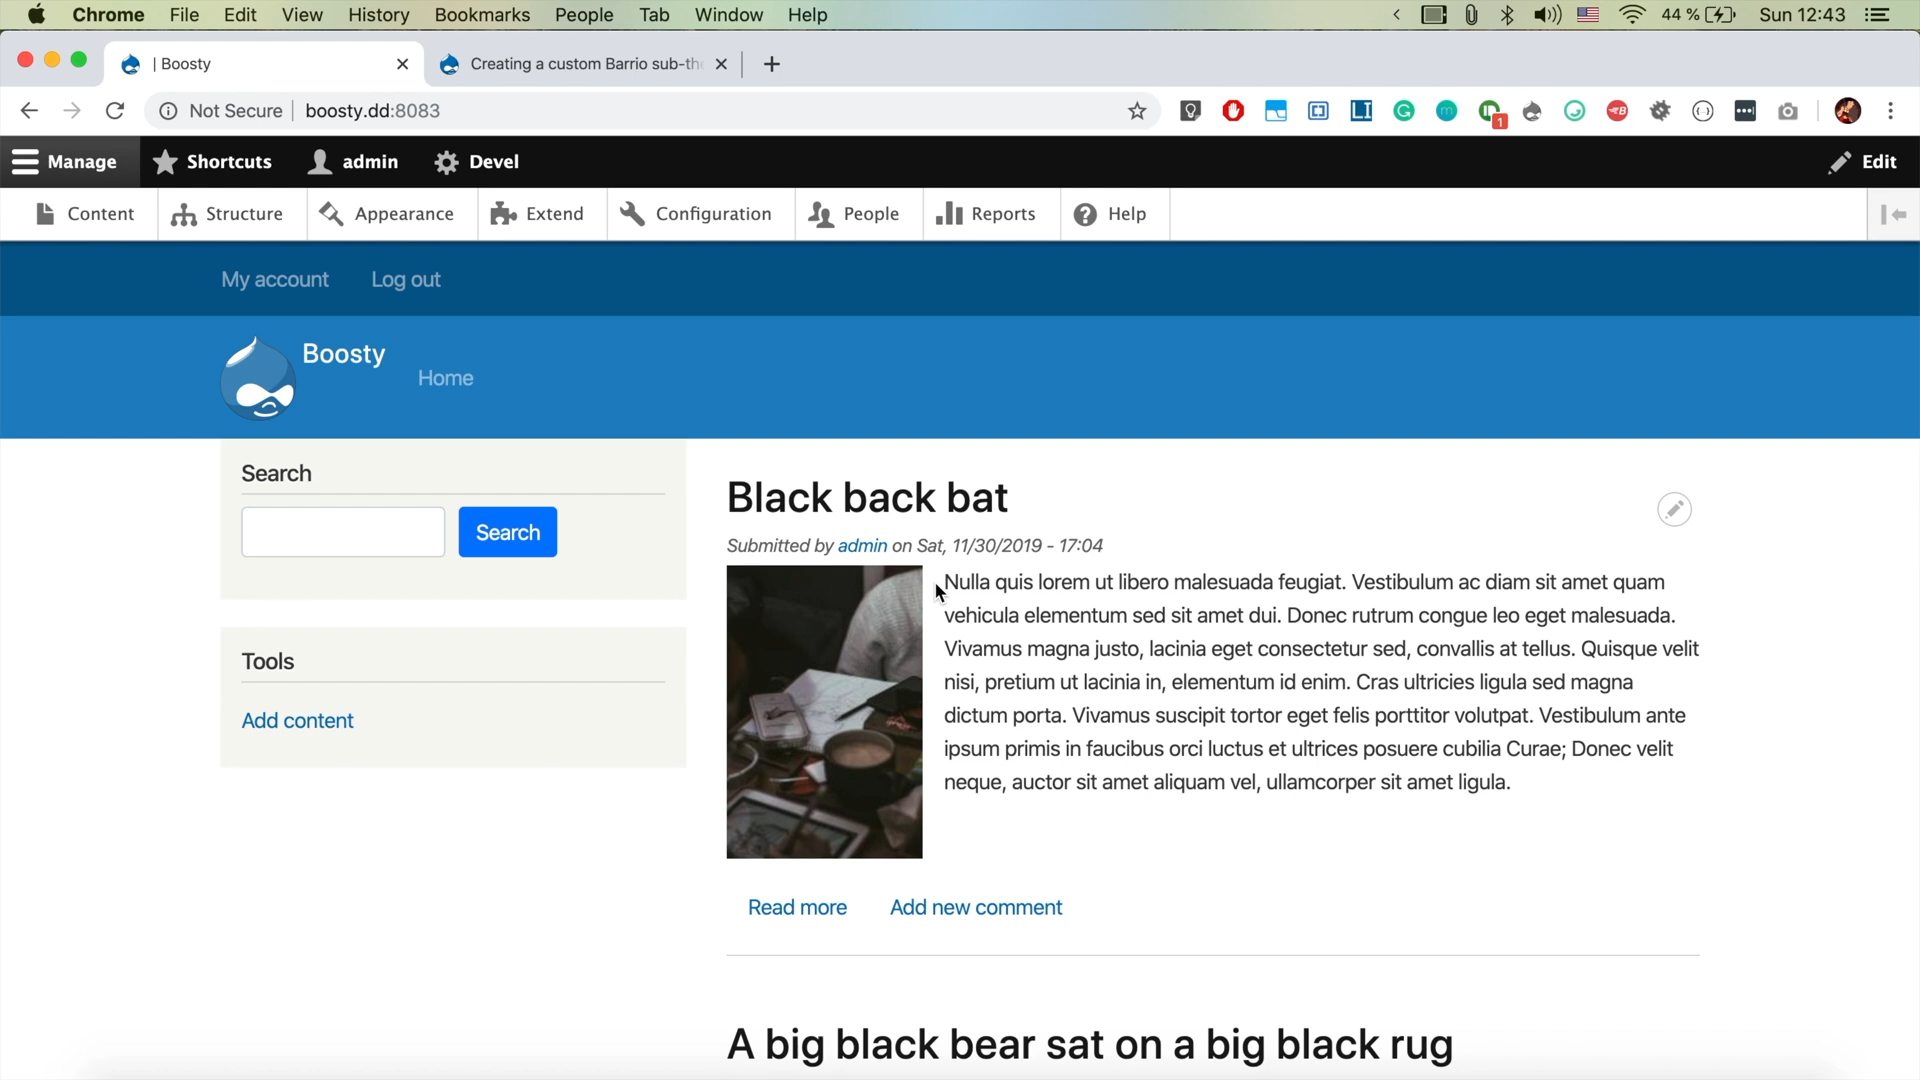 Chrome File Edit View History Bookmarks People Tab Window Help 44 % Sun 12:43
| Boosty Creating a custom Barrio sub-th
Not Secure boosty.dd:8083 1
Manage Shortcuts admin Devel Edit
Content Structure Appearance Extend Configuration People Reports Help
My account Log out
Boosty
Home
Search
Search
Tools
Add content
Black back bat
Submitted by admin on Sat, 11/30/2019 - 17:04
Nulla quis lorem ut libero malesuada feugiat. Vestibulum ac diam sit amet quam
vehicula elementum sed sit amet dui. Donec rutrum congue leo eget malesuada.
Vivamus magna justo, lacinia eget consectetur sed, convallis at tellus. Quisque velit
nisi, pretium ut lacinia in, elementum id enim. Cras ultricies ligula sed magna
dictum porta. Vivamus suscipit tortor eget felis porttitor volutpat. Vestibulum ante
ipsum primis in faucibus orci luctus et ultrices posuere cubilia Curae; Donec velit
neque, auctor sit amet aliquam vel, ullamcorper sit amet ligula.
Read more Add new comment
A big black bear sat on a big black rug